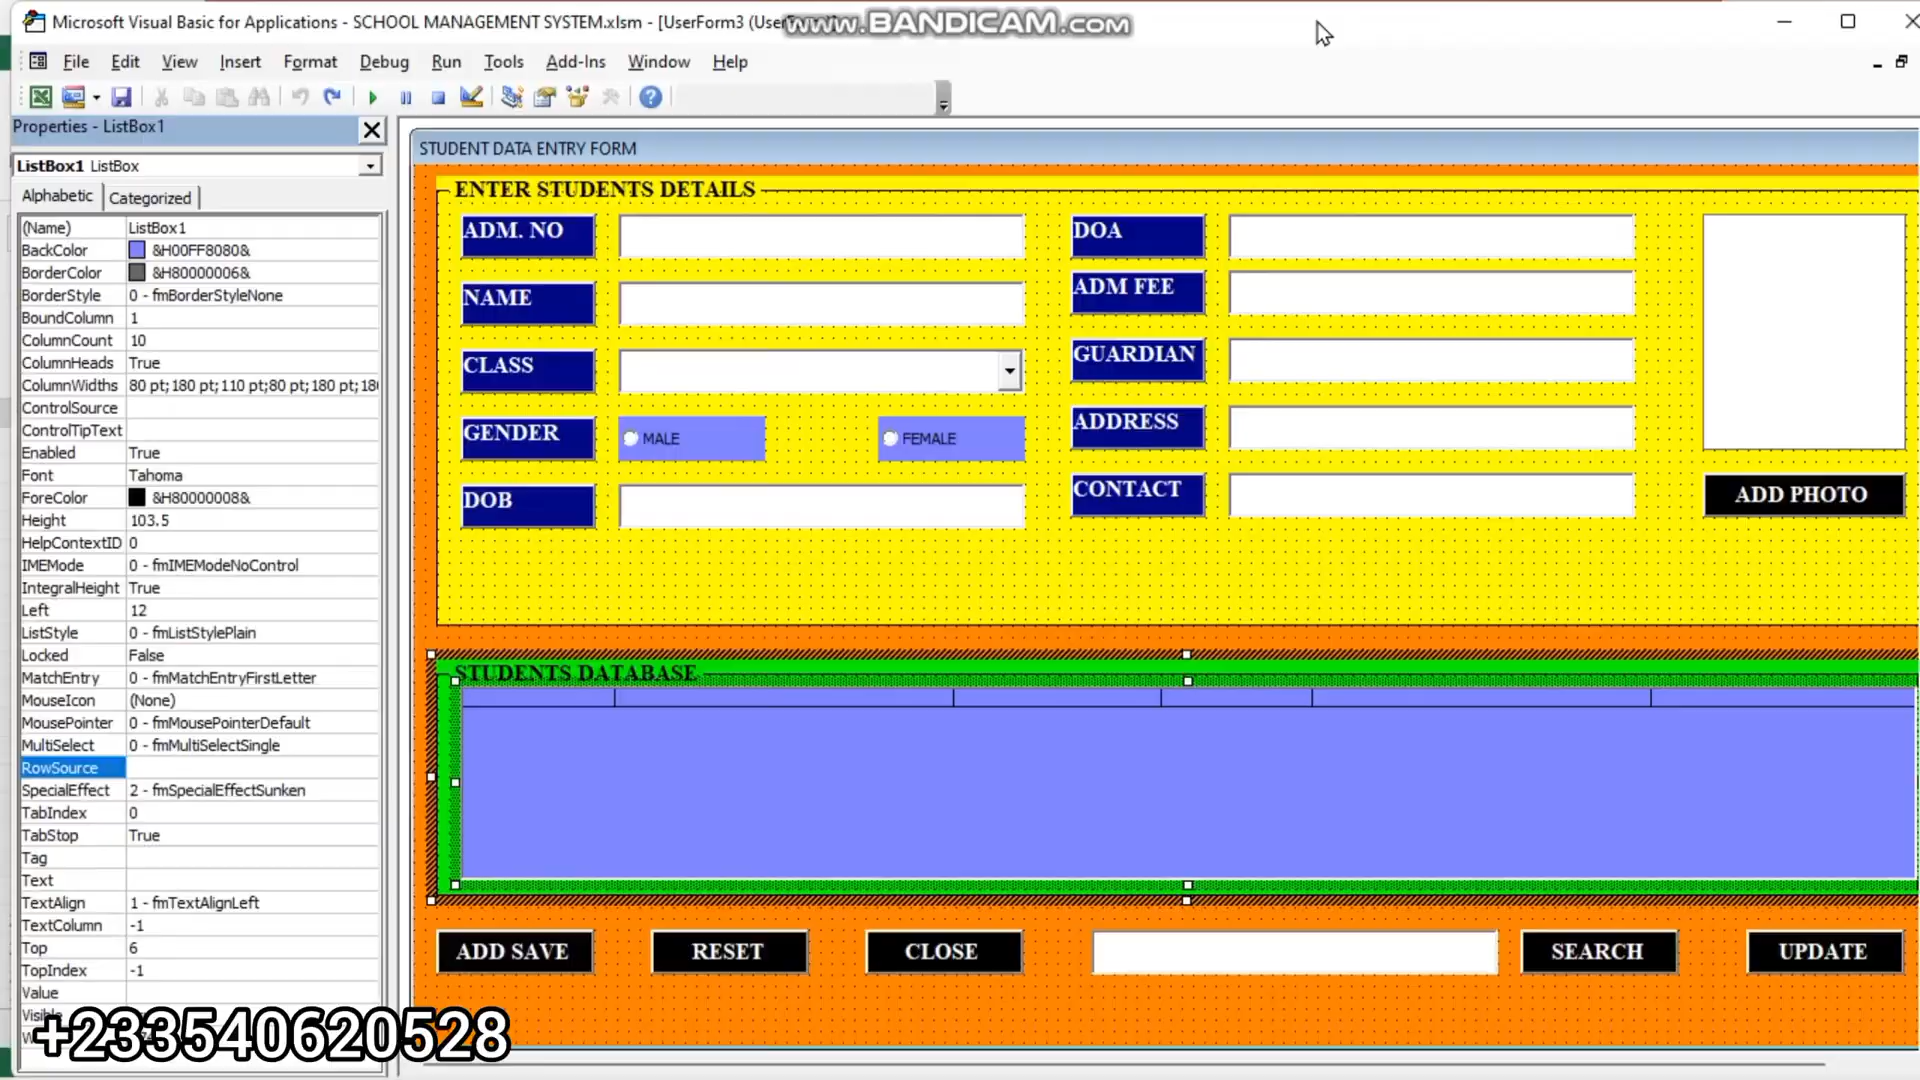 Microsoft Visual Basic for Applications - SCHOOL MANAGEMENT SYSTEM.xlsm - [UserForm3 (Use
www.BANDICAM.com
File Edit View Insert Format Debug Run Tools Add-Ins Window Help
Properties - ListBox1
ListBox1 ListBox
Alphabetic Categorized
(Name) ListBox1
BackColor &H00FF8080&
BorderColor &H80000006&
BorderStyle 0 - fmBorderStyleNone
BoundColumn 1
ColumnCount 10
ColumnHeads True
ColumnWidths 80 pt;180 pt;110 pt;80 pt;180 pt;180
ControlSource
ControlTipText
Enabled True
Font Tahoma
ForeColor &H80000008&
Height 103.5
HelpContextID 0
IMEMode 0 - fmIMEModeNoControl
IntegralHeight True
Left 12
ListStyle 0 - fmListStylePlain
Locked False
MatchEntry 0 - fmMatchEntryFirstLetter
MouseIcon (None)
MousePointer 0 - fmMousePointerDefault
MultiSelect 0 - fmMultiSelectSingle
RowSource
SpecialEffect 2 - fmSpecialEffectSunken
TabIndex 0
TabStop True
Tag
Text
TextAlign 1 - fmTextAlignLeft
TextColumn -1
Top 6
TopIndex -1
Value
+233540620528
STUDENT DATA ENTRY FORM
ENTER STUDENTS DETAILS
ADM. NO
NAME
CLASS
GENDER MALE FEMALE
DOB
DOA
ADM FEE
GUARDIAN
ADDRESS
CONTACT
ADD PHOTO
STUDENTS DATABASE
ADD SAVE RESET CLOSE SEARCH UPDATE